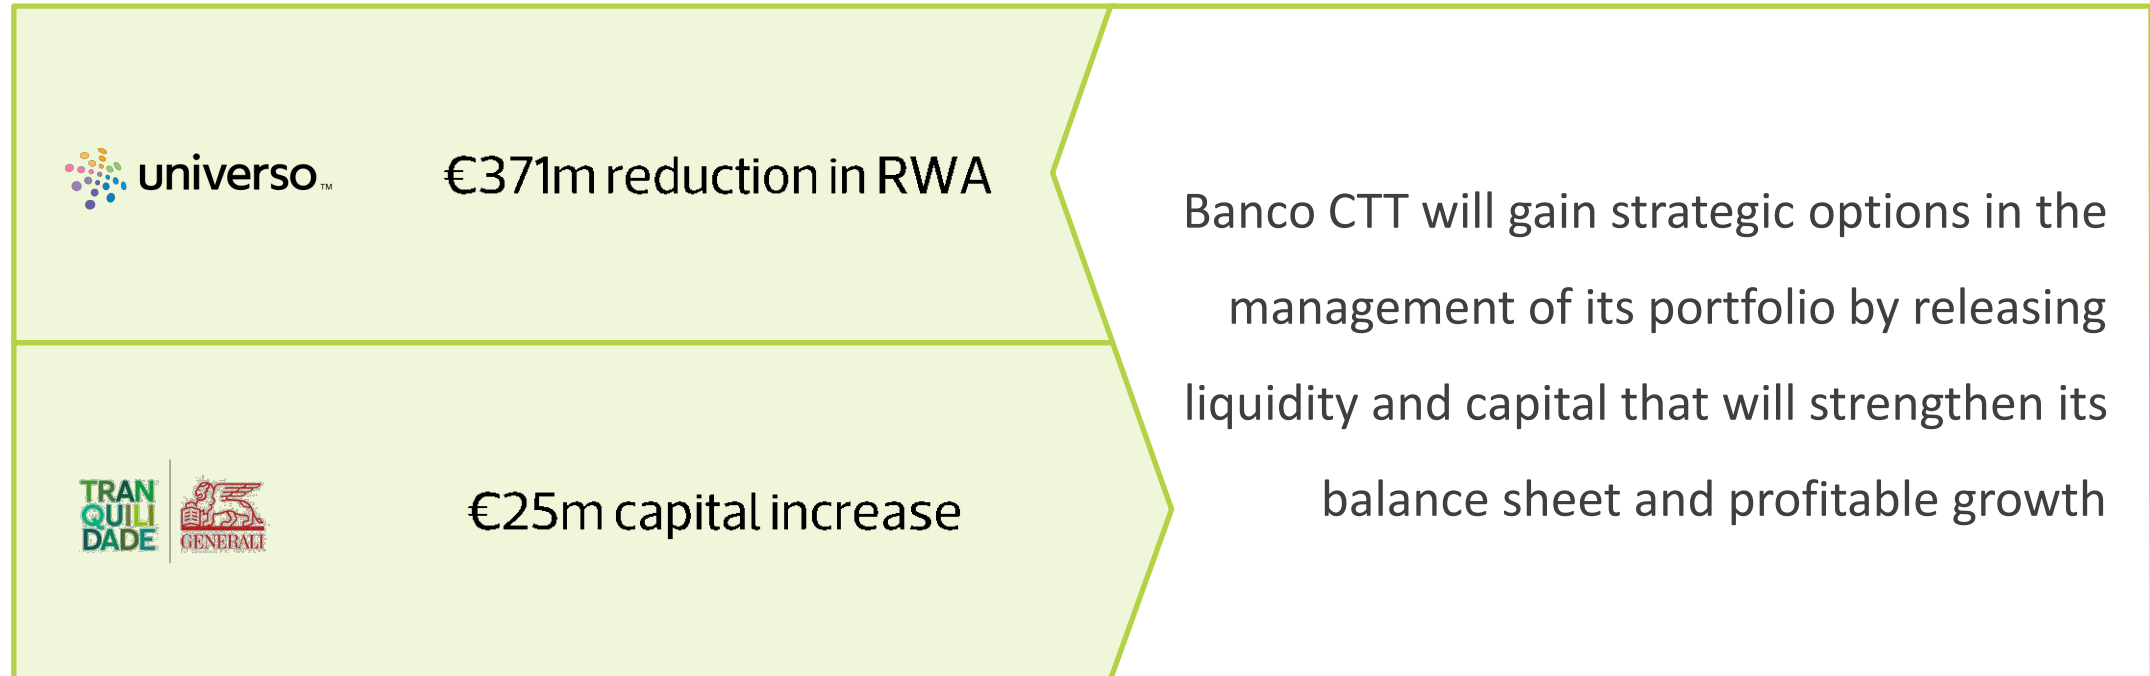 universo™
€371m reduction in RWA
TRAN
QUILI
DADE
GENERALI
€25m capital increase
Banco CTT will gain strategic options in the
management of its portfolio by releasing
liquidity and capital that will strengthen its
balance sheet and profitable growth